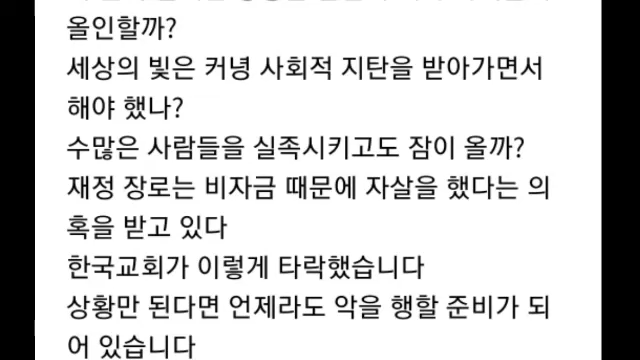 올인할까?
세상의 빛은 커녕 사회적 지탄을 받아가면서
해야 했나?
수많은 사람들을 실족시키고도 잠이 올까?
재정 장로는 비자금 때문에 자살을 했다는 의
혹을 받고 있다
한국교회가 이렇게 타락했습니다
상황만 된다면 언제라도 악을 행할 준비가 되
어 있습니다